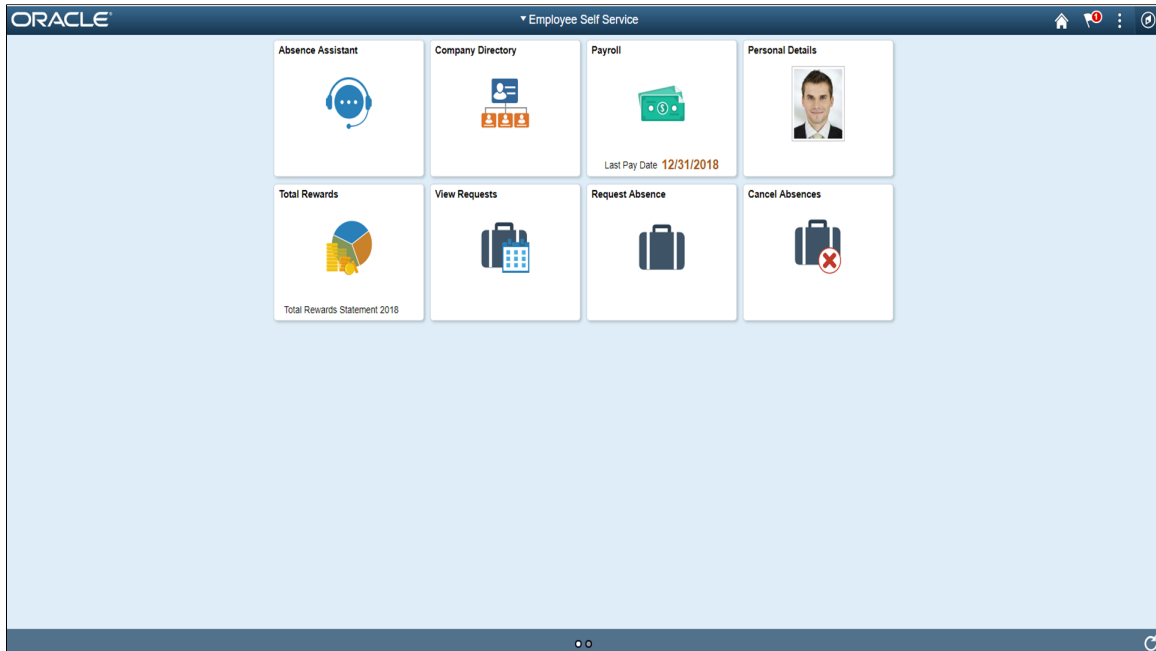 ORACLE
Employee Self Service
1
Absence Assistant
Company Directory
Payroll
Last Pay Date 12/31/2018
Personal Details
Total Rewards
Total Rewards Statement 2018
View Requests
Request Absence
Cancel Absences